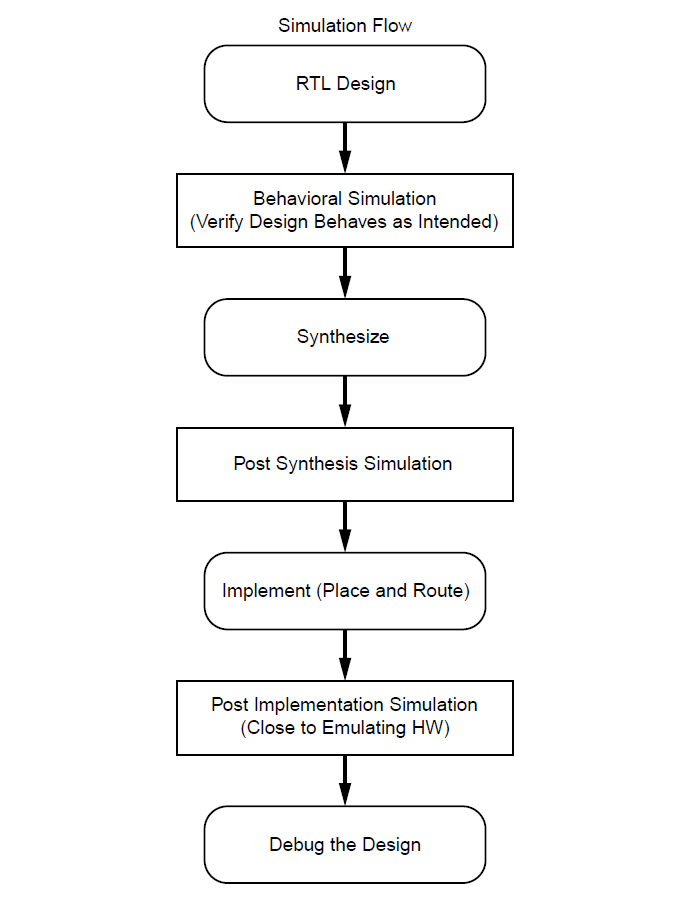 Simulation Flow
RTL Design
Behavioral Simulation
(Verify Design Behaves as Intended)
Synthesize
Post Synthesis Simulation
Implement (Place and Route)
Post Implementation Simulation
(Close to Emulating HW)
Debug the Design